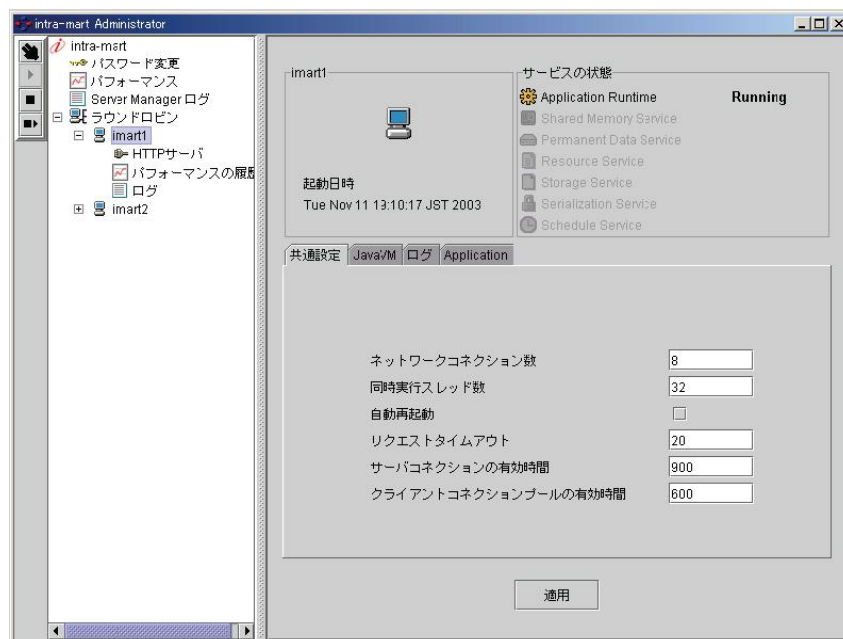 intra-mart Administrator
intra-mart
パスワード変更
パフォーマンス
Server Manager ログ
ラウンドロビン
imart1
HTTPサーバ
パフォーマンスの履歴
ログ
imart2
imart1
起動日時
Tue Nov 11 13:10:17 JST 2003
サービスの状態
Application Runtime Running
Shared Memory Service
Permanent Data Service
Resource Service
Storage Service
Serialization Service
Schedule Service
共通設定 JavaVM ログ Application
ネットワークコネクション数 8
同時実行スレッド数 32
自動再起動
リクエストタイムアウト 20
サーバコネクションの有効時間 900
クライアントコネクションプールの有効時間 600
適用